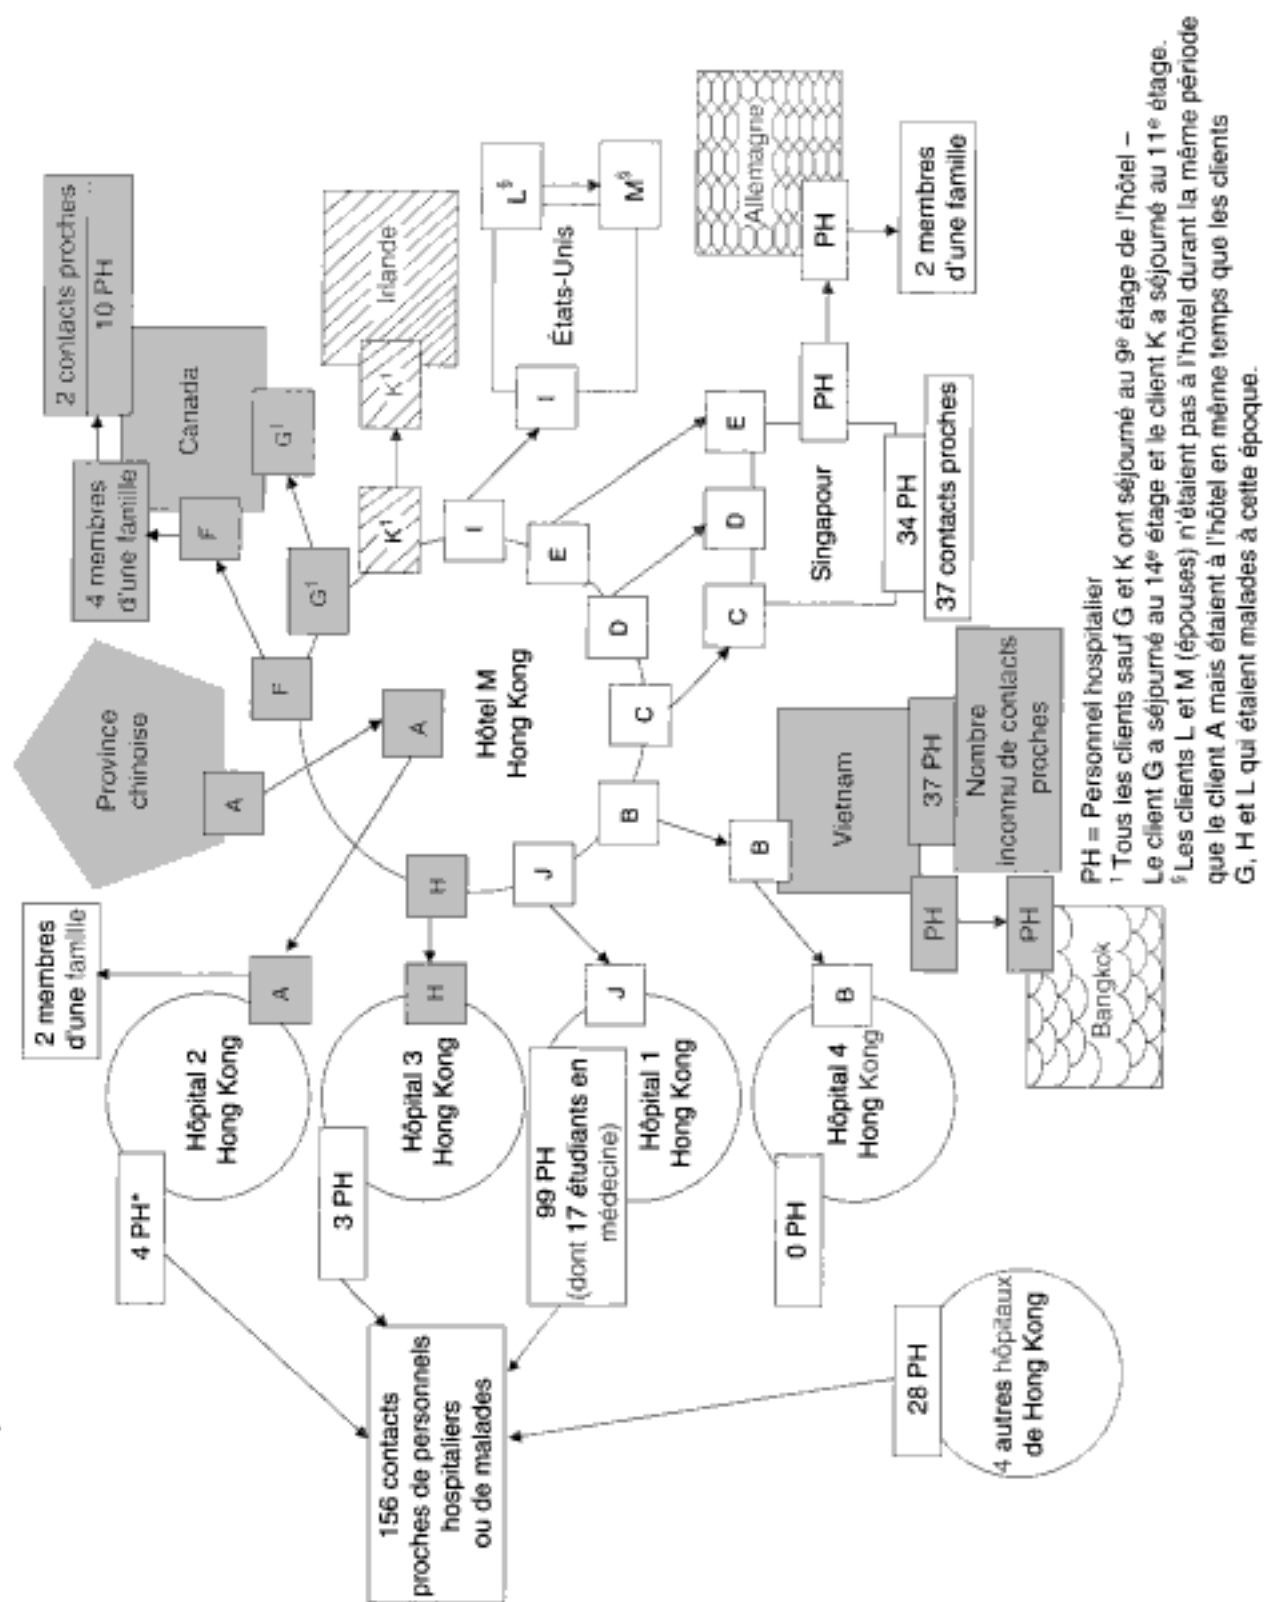 2 membres
d'une famille
Province
chinoise
4 membres
d'une famille
2 contacts proches
10 PH
4 PH*
Hôpital 2
Hong Kong
A
A
F
Canada
F
G¹
G¹
A
3 PH
Hôpital 3
Hong Kong
H
H
156 contacts
proches de personnels
hospitaliers
ou de malades
K¹
K¹
Irlande
Hôtel M
Hong Kong
I
I
L§
M§
États-Unis
99 PH
(dont 17 étudiants en
médecine)
Hôpital 1
Hong Kong
J
J
B
C
D
E
C
D
E
Allemagne
0 PH
Hôpital 4
Hong Kong
B
B
Vietnam
Singapour
PH
PH
28 PH
4 autres hôpitaux
de Hong Kong
PH
37 PH
34 PH
37 contacts proches
2 membres
d'une famille
Bangkok
PH
Nombre
inconnu de contacts
proches
PH = Personnel hospitalier
¹ Tous les clients sauf G et K ont séjourné au 9e étage de l'hôtel –
Le client G a séjourné au 14e étage et le client K a séjourné au 11e étage.
§ Les clients L et M (épouses) n'étaient pas à l'hôtel durant la même période
que le client A mais étaient à l'hôtel en même temps que les clients
G, H et L qui étaient malades à cette époque.